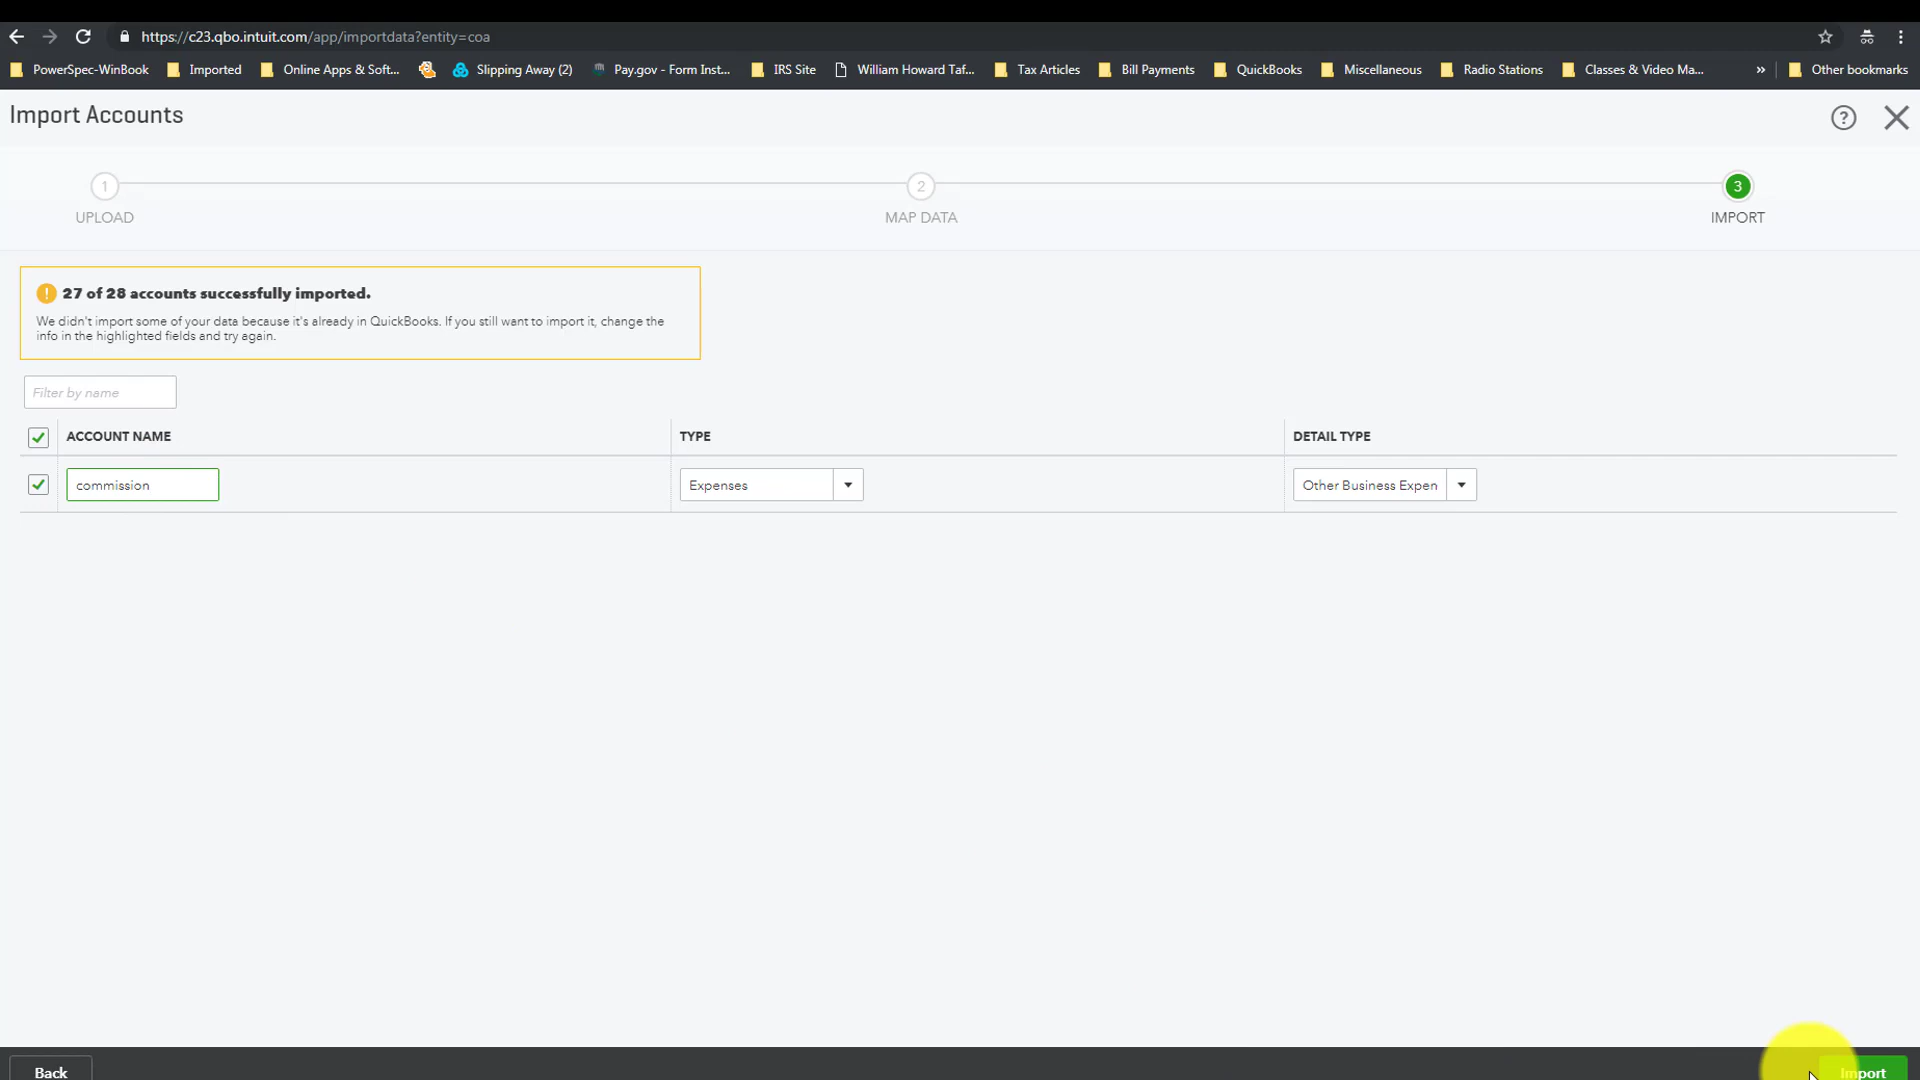 https://c23.qbo.intuit.com/app/importdata?entity=coa
PowerSpec-WinBook Imported Online Apps & Soft... Slipping Away (2) Pay.gov - Form Inst... IRS Site William Howard Taf... Tax Articles Bill Payments QuickBooks Miscellaneous Radio Stations Classes & Video Ma... » Other bookmarks
Import Accounts ?
1 2 3
UPLOAD MAP DATA IMPORT
! 27 of 28 accounts successfully imported.
We didn't import some of your data because it's already in QuickBooks. If you still want to import it, change the
info in the highlighted fields and try again.
Filter by name
ACCOUNT NAME TYPE DETAIL TYPE
commission Expenses Other Business Expen
Back Import